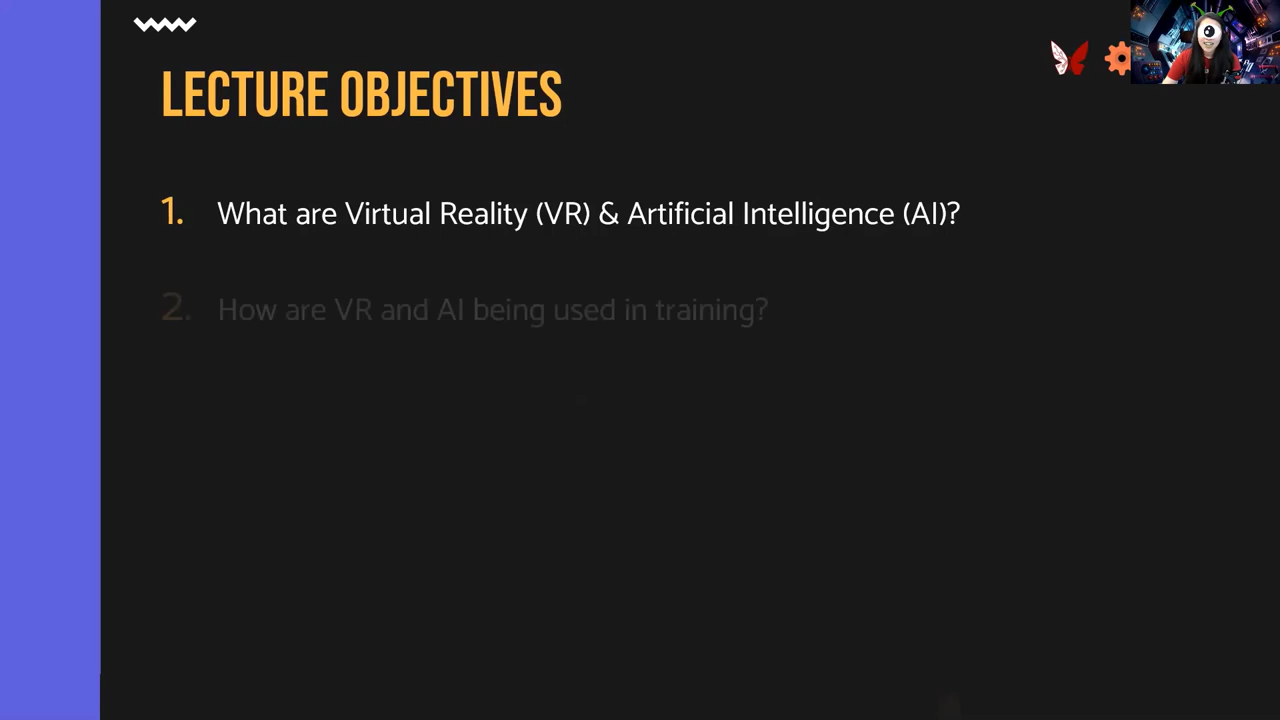 LECTURE OBJECTIVES
1. What are Virtual Reality (VR) & Artificial Intelligence (AI)?
2. How are VR and AI being used in training?